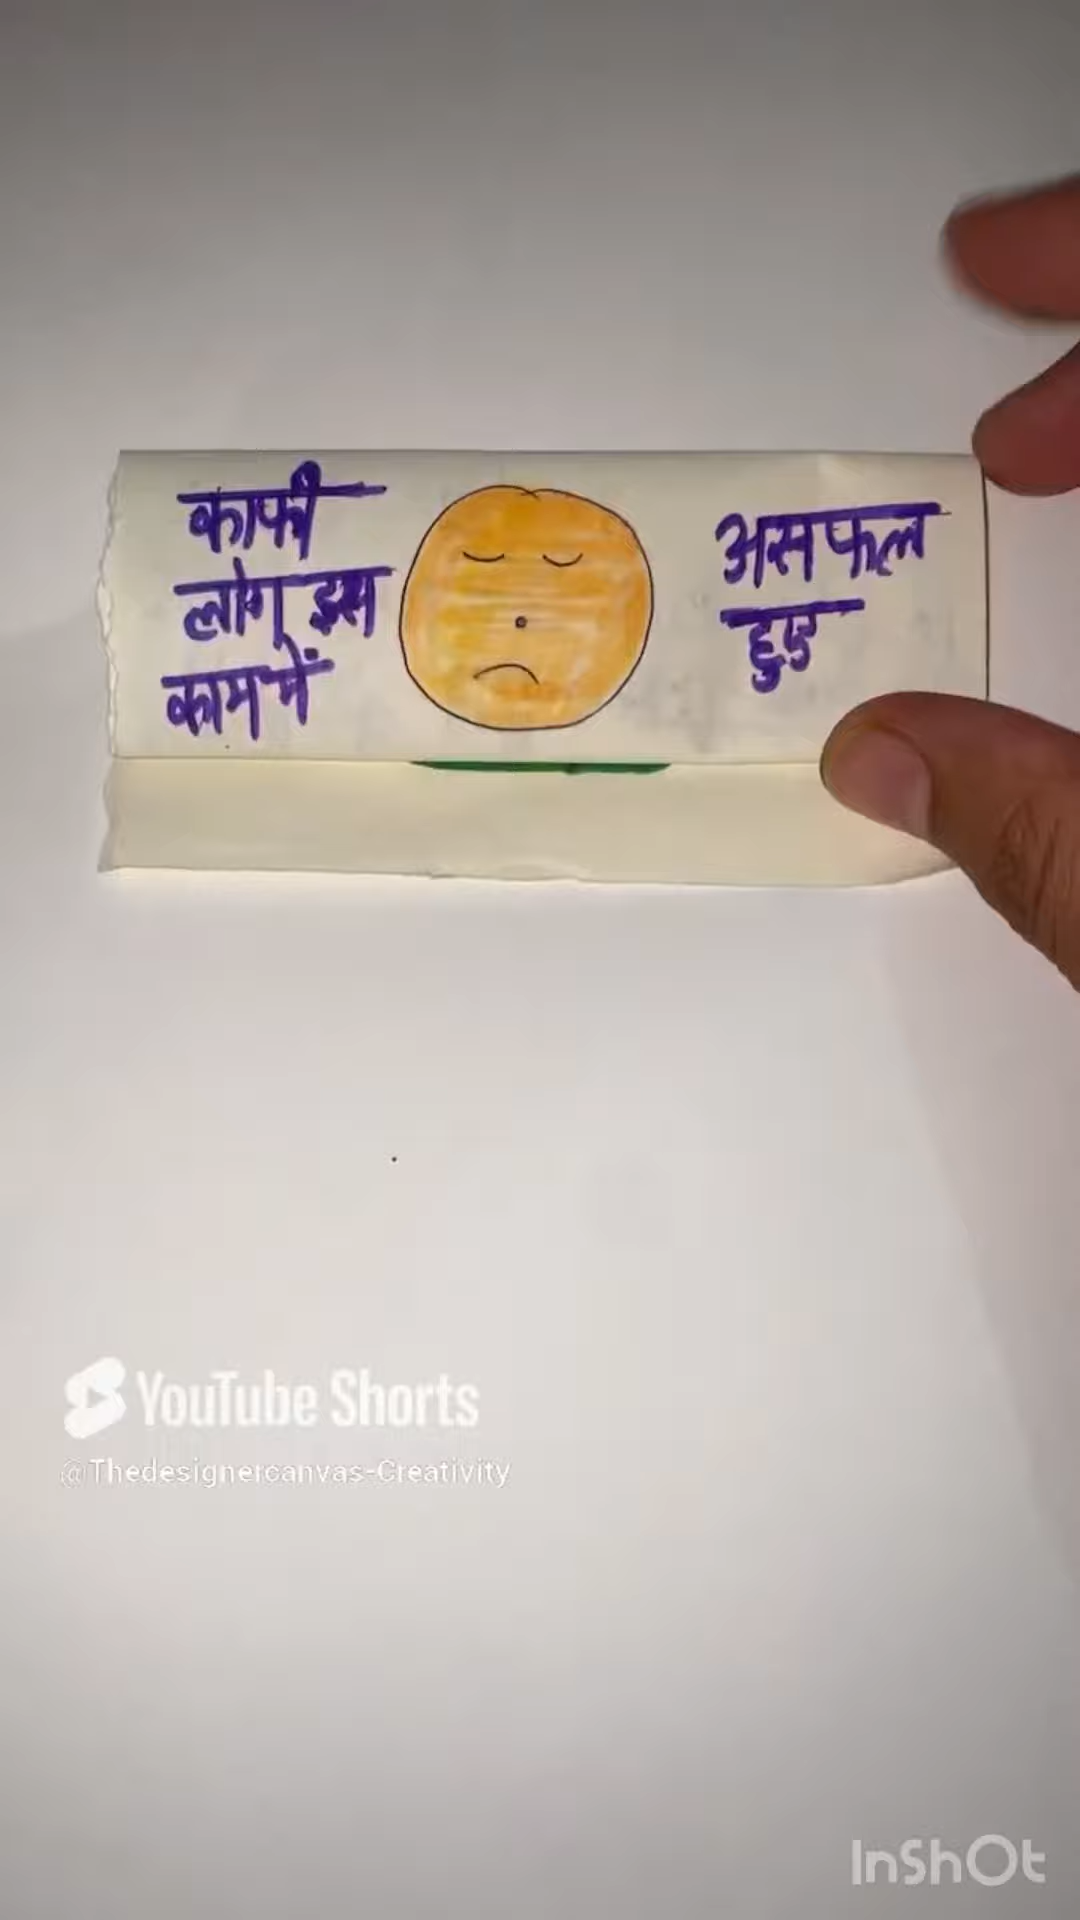 काफी
लोग इस
काम में
असफल
हुए
YouTube Shorts
@Thedesignercanvas-Creativity
InShOt